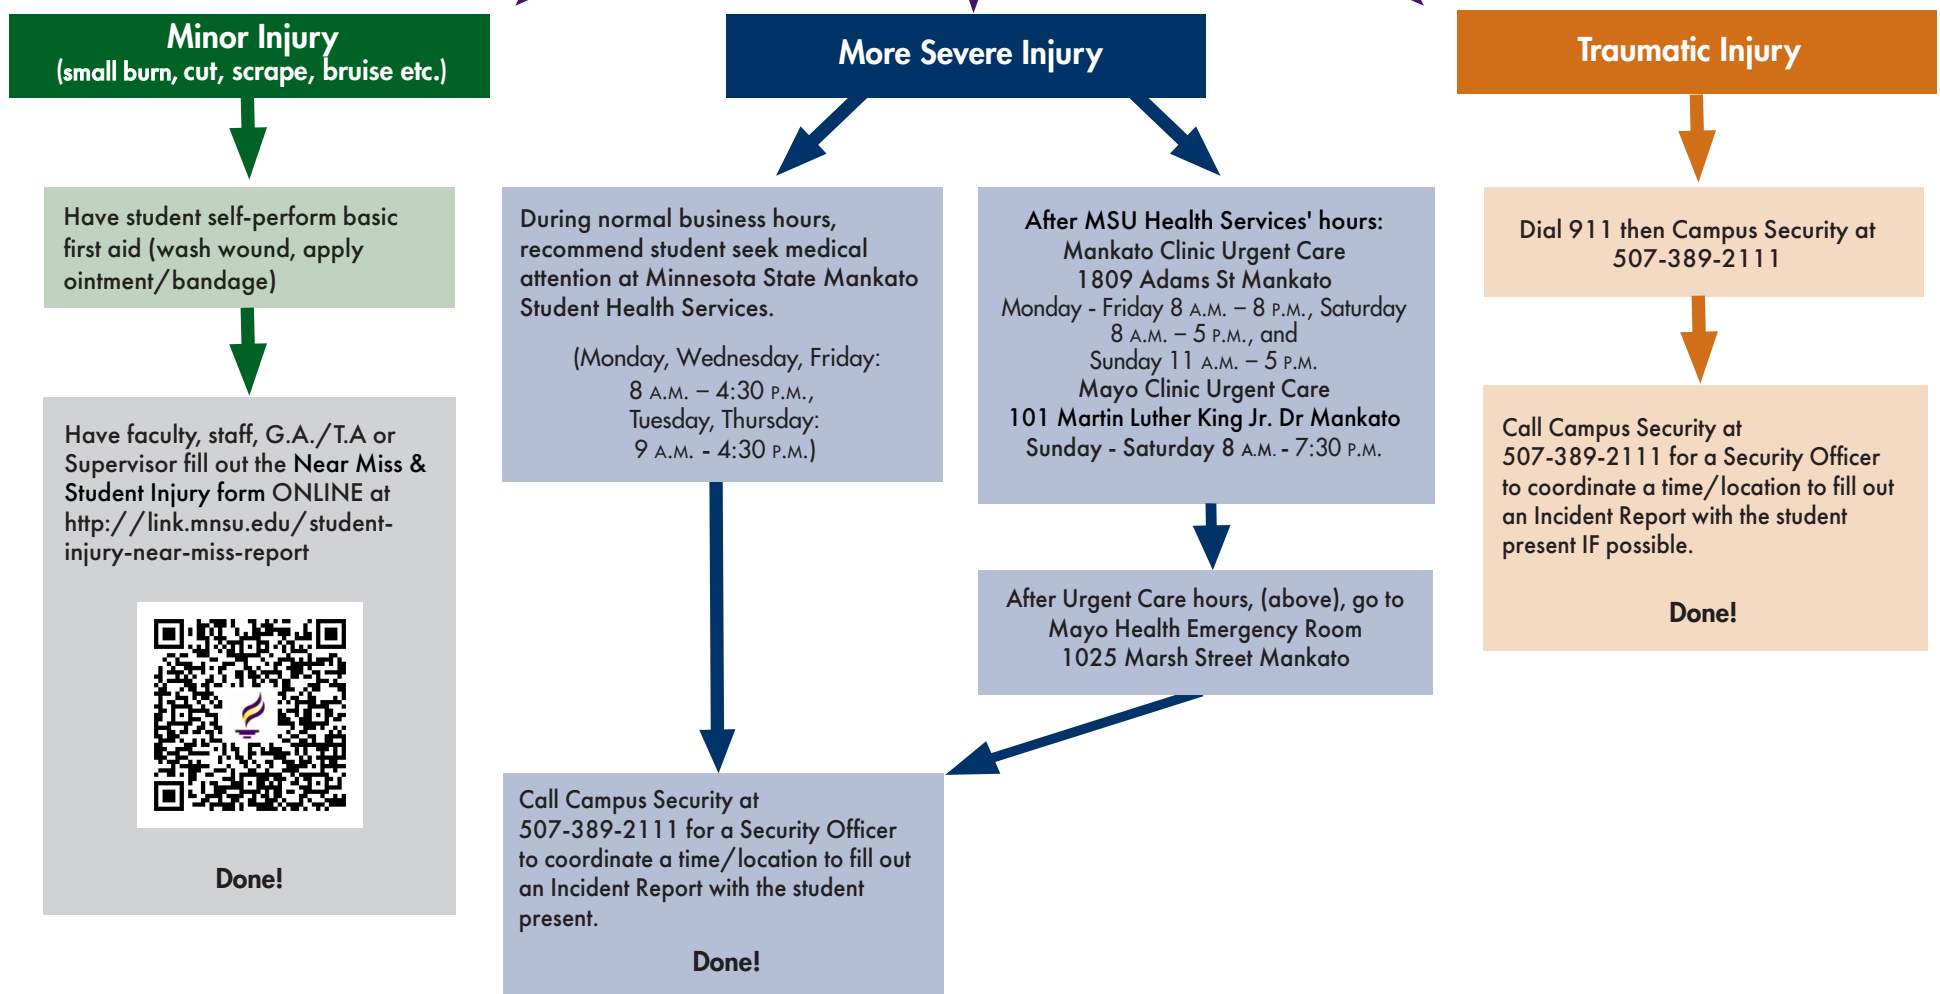 Minor Injury
(small burn, cut, scrape, bruise etc.)
Have student self-perform basic
first aid (wash wound, apply
ointment/bandage)
Have faculty, staff, G.A./T.A or
Supervisor fill out the Near Miss &
Student Injury form ONLINE at
http://link.mnsu.edu/student-
injury-near-miss-report
Done!
More Severe Injury
During normal business hours,
recommend student seek medical
attention at Minnesota State Mankato
Student Health Services.
(Monday, Wednesday, Friday:
8 A.M. – 4:30 P.M.,
Tuesday, Thursday:
9 A.M. - 4:30 P.M.)
After MSU Health Services' hours:
Mankato Clinic Urgent Care
1809 Adams St Mankato
Monday - Friday 8 A.M. – 8 P.M., Saturday
8 A.M. – 5 P.M., and
Sunday 11 A.M. – 5 P.M.
Mayo Clinic Urgent Care
101 Martin Luther King Jr. Dr Mankato
Sunday - Saturday 8 A.M. - 7:30 P.M.
After Urgent Care hours, (above), go to
Mayo Health Emergency Room
1025 Marsh Street Mankato
Call Campus Security at
507-389-2111 for a Security Officer
to coordinate a time/location to fill out
an Incident Report with the student
present.
Done!
Traumatic Injury
Dial 911 then Campus Security at
507-389-2111
Call Campus Security at
507-389-2111 for a Security Officer
to coordinate a time/location to fill out
an Incident Report with the student
present IF possible.
Done!